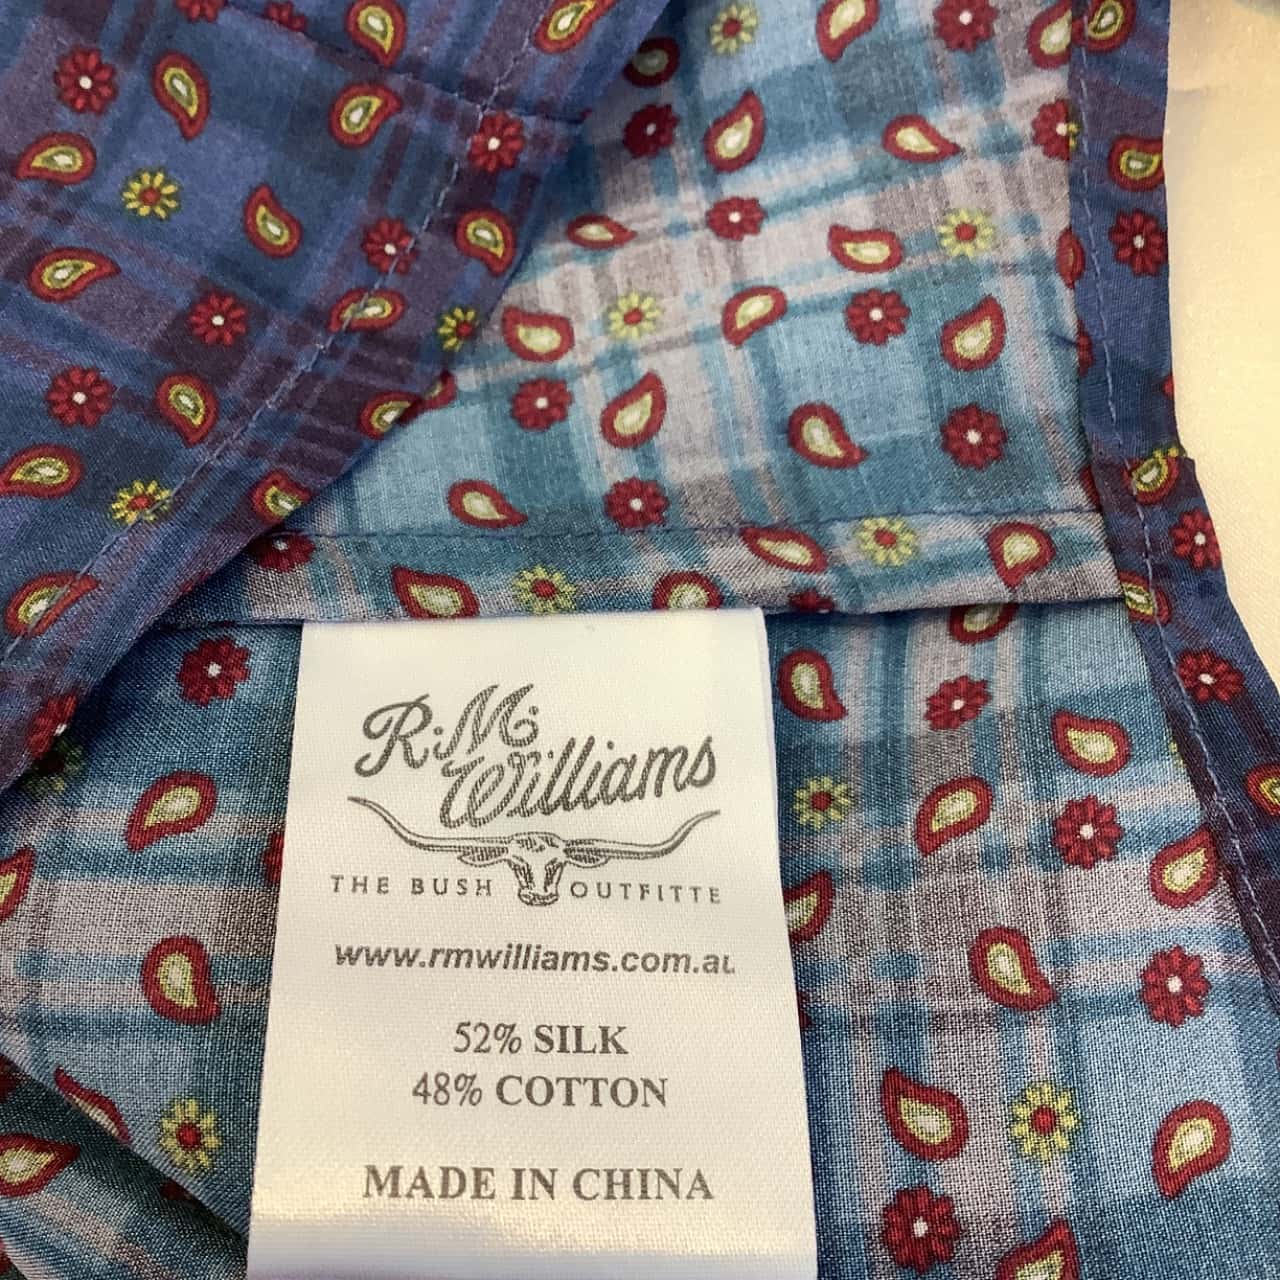 R.M.
Williams
THE BUSH OUTFITTE
www.rmwilliams.com.au
52% SILK
48% COTTON
MADE IN CHINA